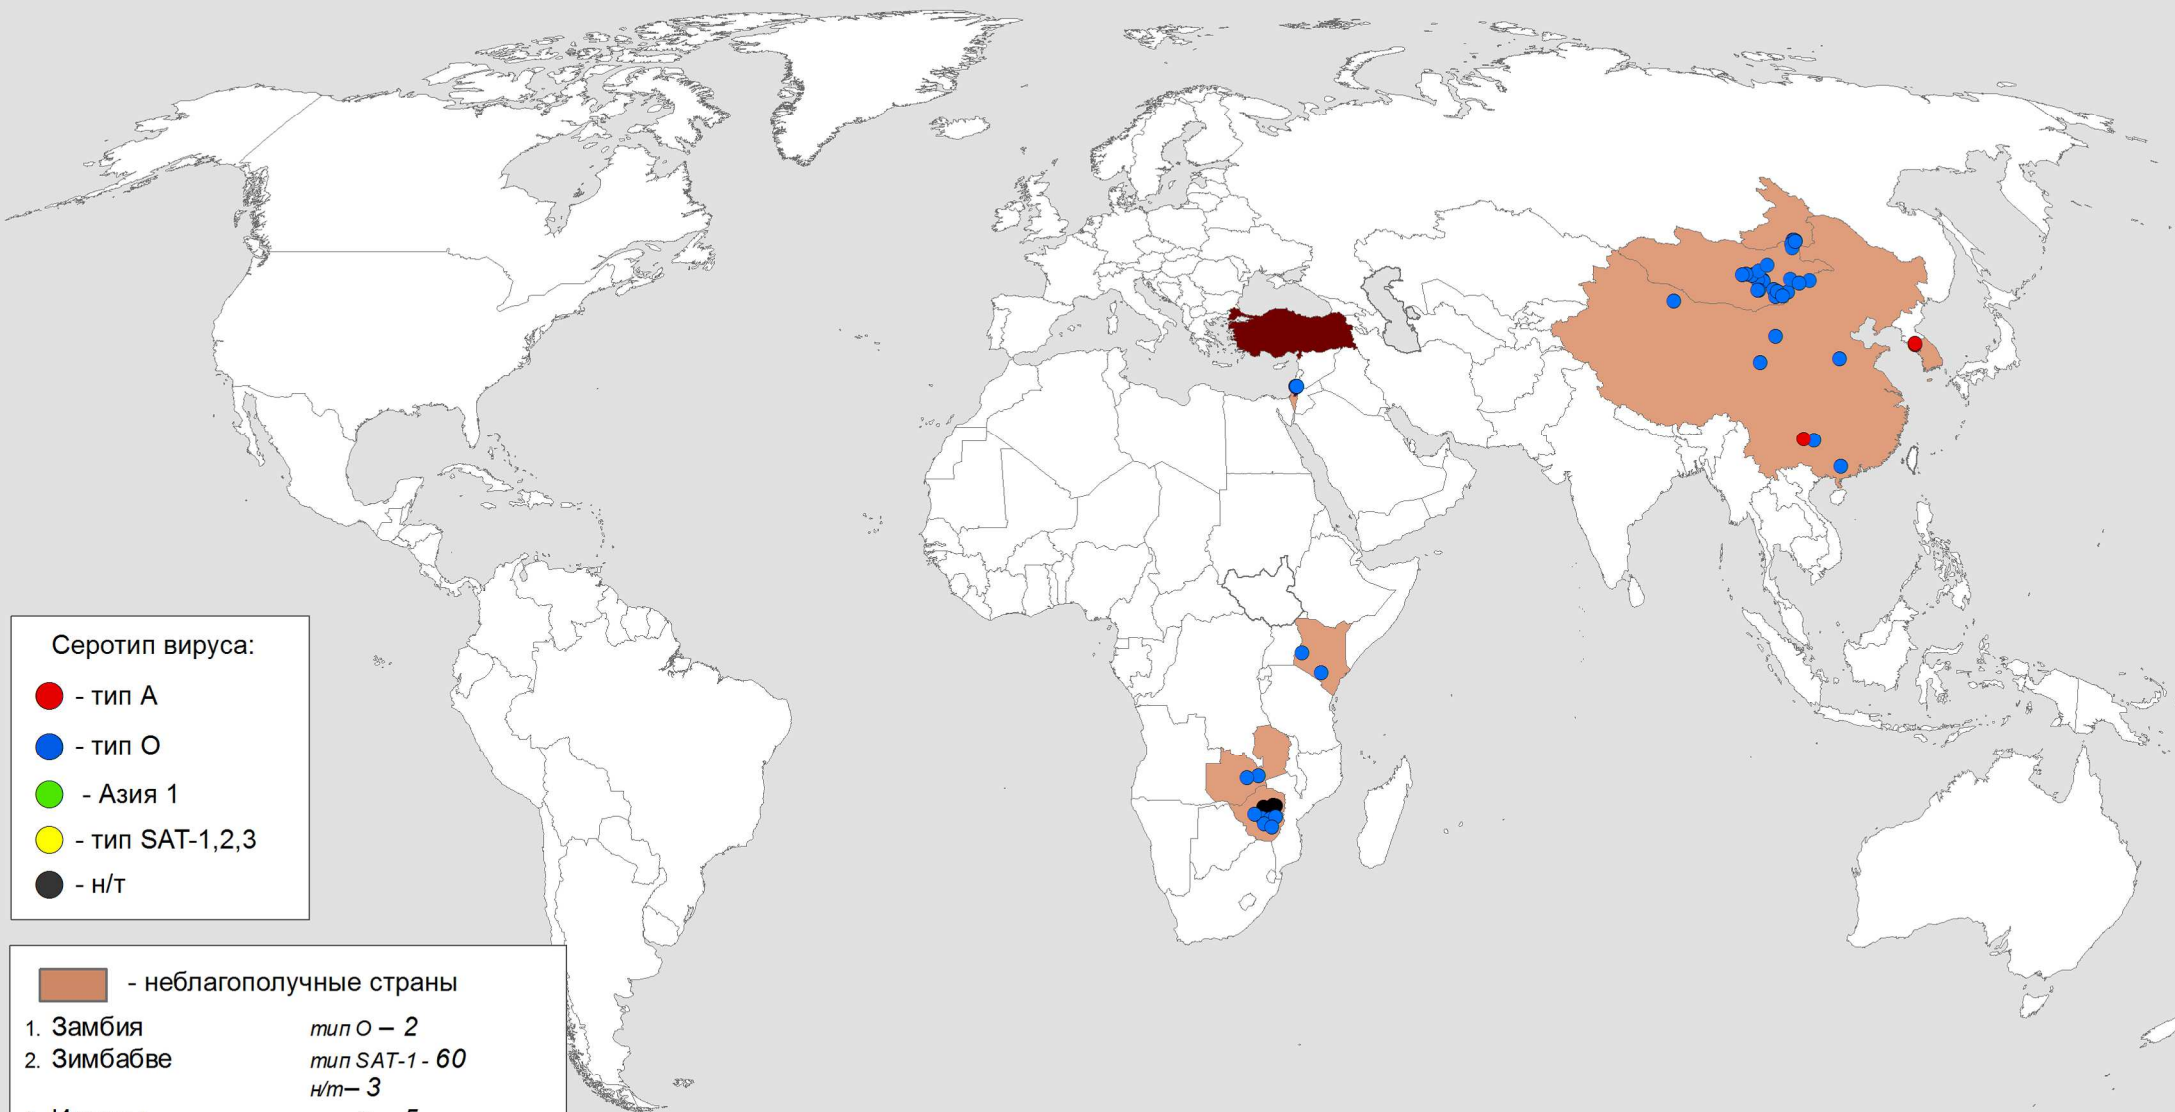 Серотип вируса:
- тип А
- тип О
- Азия 1
- тип SAT-1,2,3
- н/т
- неблагополучные страны
1. Замбия тип О – 2
2. Зимбабве тип SAT-1 - 60
н/т– 3